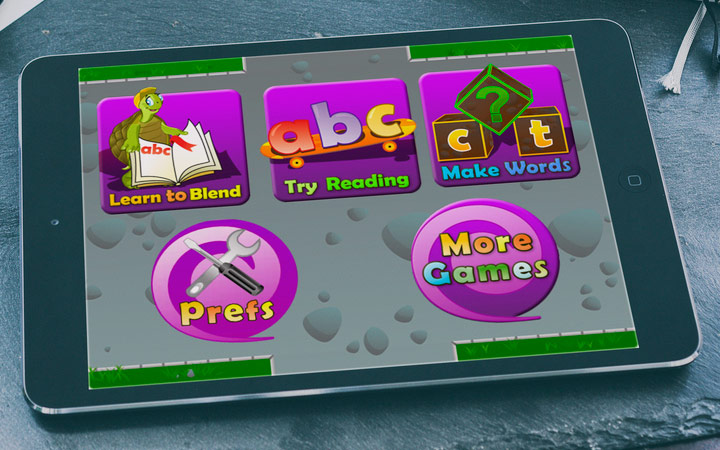 abc
Learn to Blend
abc
Try Reading
?
c t
Make Words
Prefs
More
Games